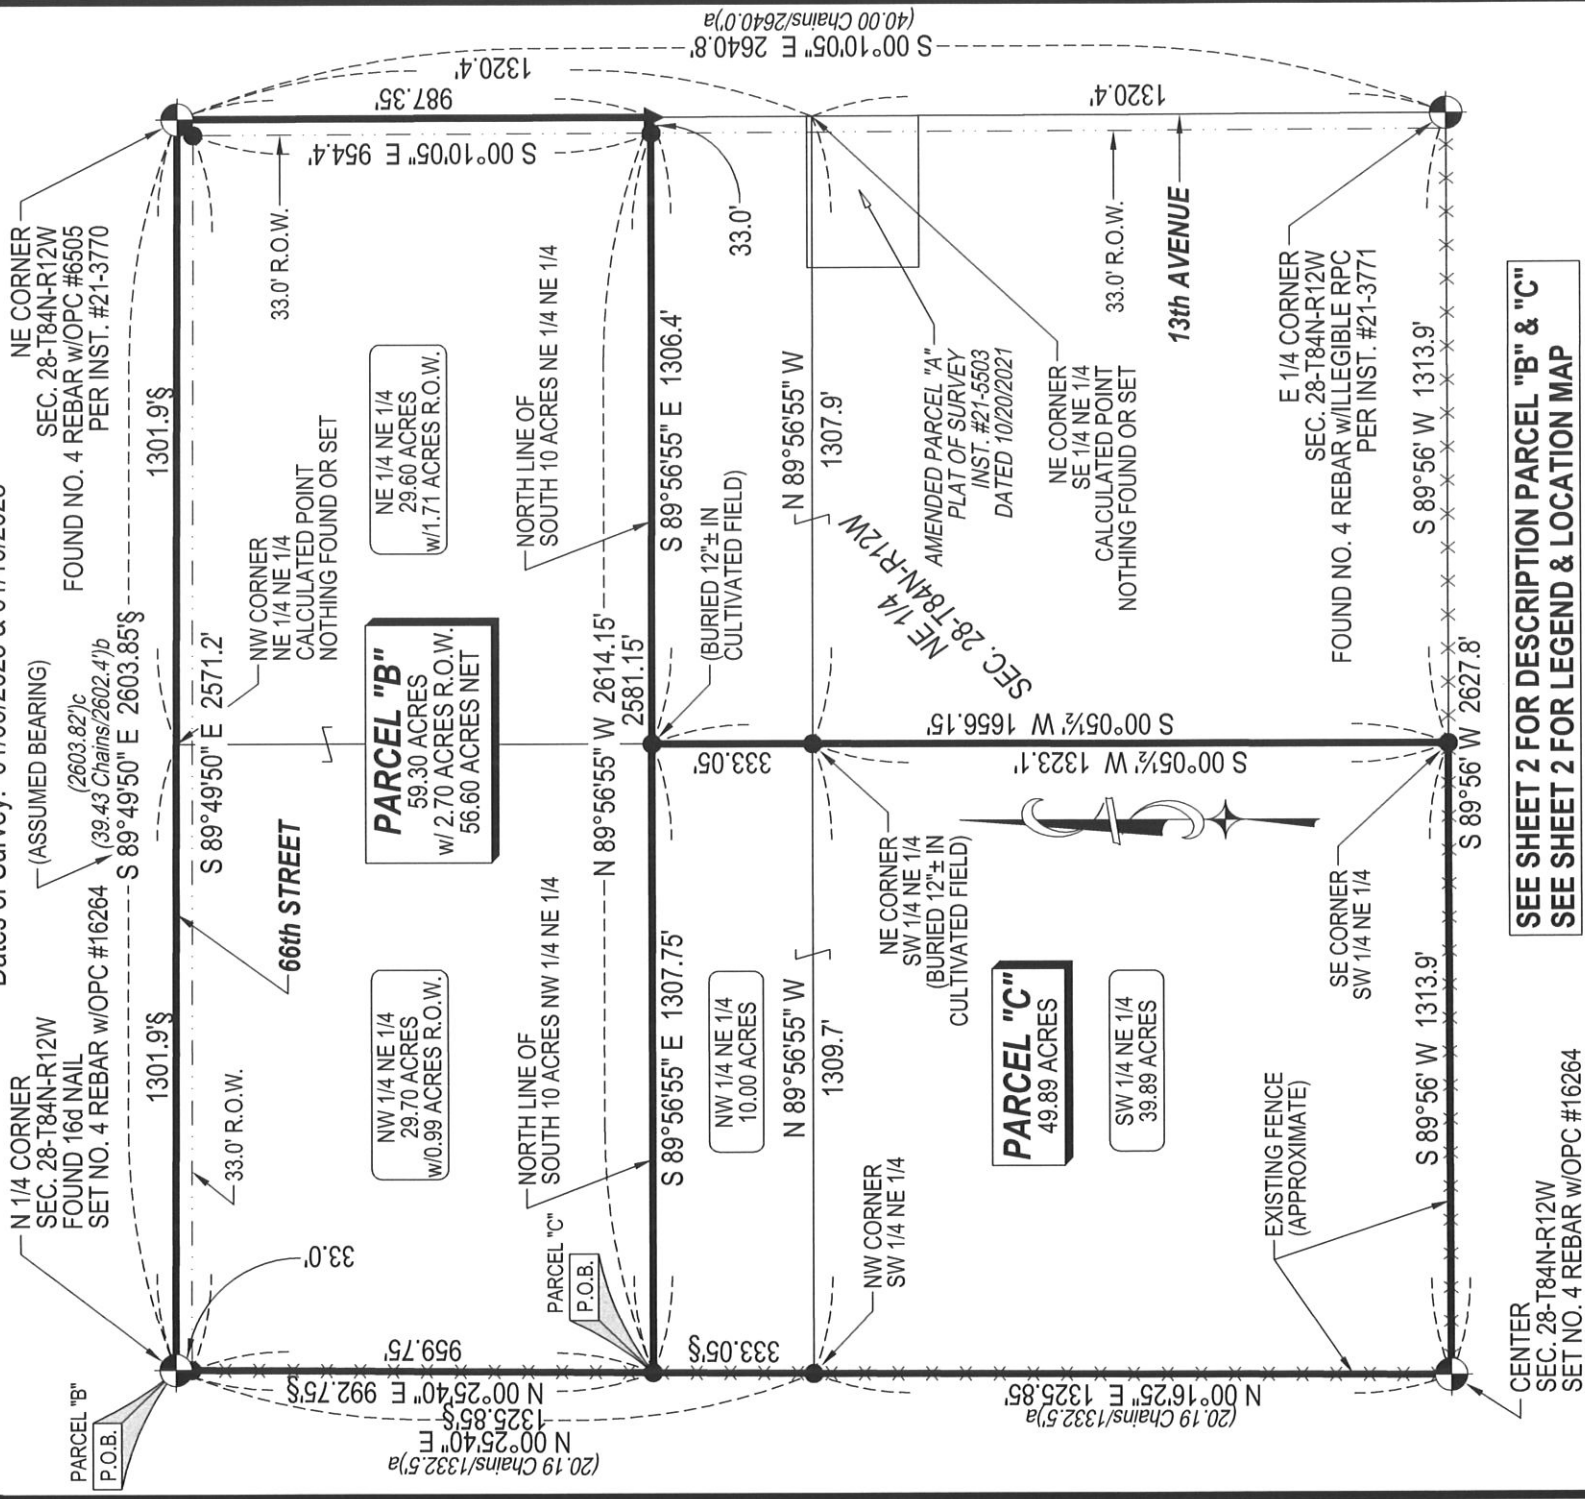 N 1/4 CORNER
SEC. 28-T84N-R12W
FOUND 16d NAIL
SET NO. 4 REBAR w/OPC #16264
(ASSUMED BEARING)
(2603.82')c
(39.43 Chains/2602.4')b
S 89°49'50" E 2603.85'§
NE CORNER
SEC. 28-T84N-R12W
FOUND NO. 4 REBAR w/OPC #6505
PER INST. #21-3770
1301.9'§
1301.9'§
S 89°49'50" E 2571.2'
33.0' R.O.W.
66th STREET
NW CORNER
NE 1/4 NE 1/4
CALCULATED POINT
NOTHING FOUND OR SET
33.0' R.O.W.
PARCEL "B"
P.O.B.
33.0'
NW 1/4 NE 1/4
29.70 ACRES
w/0.99 ACRES R.O.W.
PARCEL "B"
59.30 ACRES
w/ 2.70 ACRES R.O.W.
56.60 ACRES NET
NE 1/4 NE 1/4
29.60 ACRES
w/1.71 ACRES R.O.W.
987.35'
S 00°10'05" E 954.4'
1320.4'
S 00°10'05" E 2640.8'
(40.00 Chains/2640.0')a
959.75'
N 00°25'40" E 992.75'§
1325.85'§
N 00°25'40" E
(20.19 Chains/1332.5')a
NORTH LINE OF
SOUTH 10 ACRES NW 1/4 NE 1/4
NORTH LINE OF
SOUTH 10 ACRES NE 1/4 NE 1/4
N 89°56'55" W 2614.15'
2581.15'
PARCEL "C"
P.O.B.
S 89°56'55" E 1307.75'
S 89°56'55" E 1306.4'
33.0'
(BURIED 12"± IN
CULTIVATED FIELD)
333.05'§
333.05'
NW 1/4 NE 1/4
10.00 ACRES
N 89°56'55" W
1309.7'
N 89°56'55" W
1307.9'
NE 1/4
SEC. 28-T84N-R12W
AMENDED PARCEL "A"
PLAT OF SURVEY
INST. #21-5503
DATED 10/20/2021
NW CORNER
SW 1/4 NE 1/4
NE CORNER
SW 1/4 NE 1/4
(BURIED 12"± IN
CULTIVATED FIELD)
NE CORNER
SE 1/4 NE 1/4
CALCULATED POINT
NOTHING FOUND OR SET
33.0' R.O.W.
13th AVENUE
1320.4'
PARCEL "C"
49.89 ACRES
SW 1/4 NE 1/4
39.89 ACRES
S 00°05½' W 1656.15'
S 00°05½' W 1323.1'
N 00°16'25" E 1325.85'
(20.19 Chains/1332.5')a
EXISTING FENCE
(APPROXIMATE)
SE CORNER
SW 1/4 NE 1/4
E 1/4 CORNER
SEC. 28-T84N-R12W
FOUND NO. 4 REBAR w/ILLEGIBLE RPC
PER INST. #21-3771
S 89°56' W 1313.9'
S 89°56' W 1313.9'
S 89°56' W 2627.8'
CENTER
SEC. 28-T84N-R12W
SET NO. 4 REBAR w/OPC #16264
SEE SHEET 2 FOR DESCRIPTION PARCEL "B" & "C"
SEE SHEET 2 FOR LEGEND & LOCATION MAP